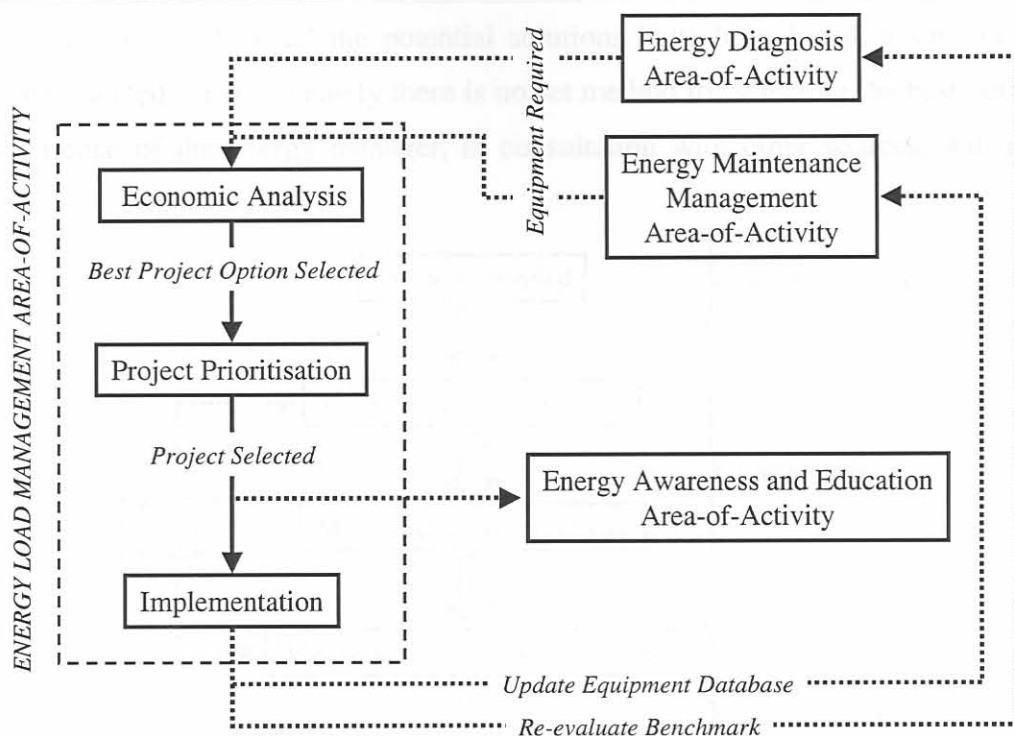 Energy Diagnosis
Area-of-Activity
Equipment Required
Energy Maintenance
Management
Area-of-Activity
ENERGY LOAD MANAGEMENT AREA-OF-ACTIVITY
Economic Analysis
Best Project Option Selected
Project Prioritisation
Project Selected
Energy Awareness and Education
Area-of-Activity
Implementation
Update Equipment Database
Re-evaluate Benchmark